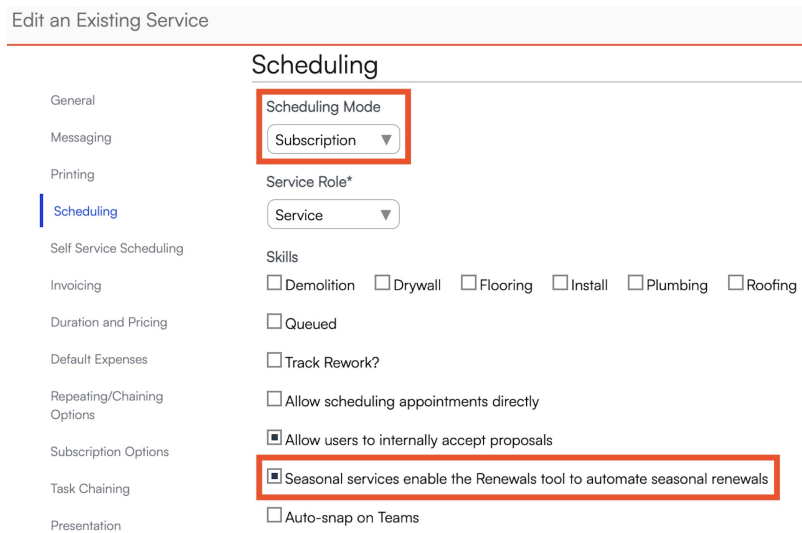 Edit an Existing Service
Scheduling
General
Messaging
Printing
Scheduling
Self Service Scheduling
Invoicing
Duration and Pricing
Default Expenses
Repeating/Chaining
Options
Subscription Options
Task Chaining
Presentation
Scheduling Mode
Subscription
Service Role*
Service
Skills
Demolition Drywall Flooring Install Plumbing Roofing
Queued
Track Rework?
Allow scheduling appointments directly
Allow users to internally accept proposals
Seasonal services enable the Renewals tool to automate seasonal renewals
Auto-snap on Teams